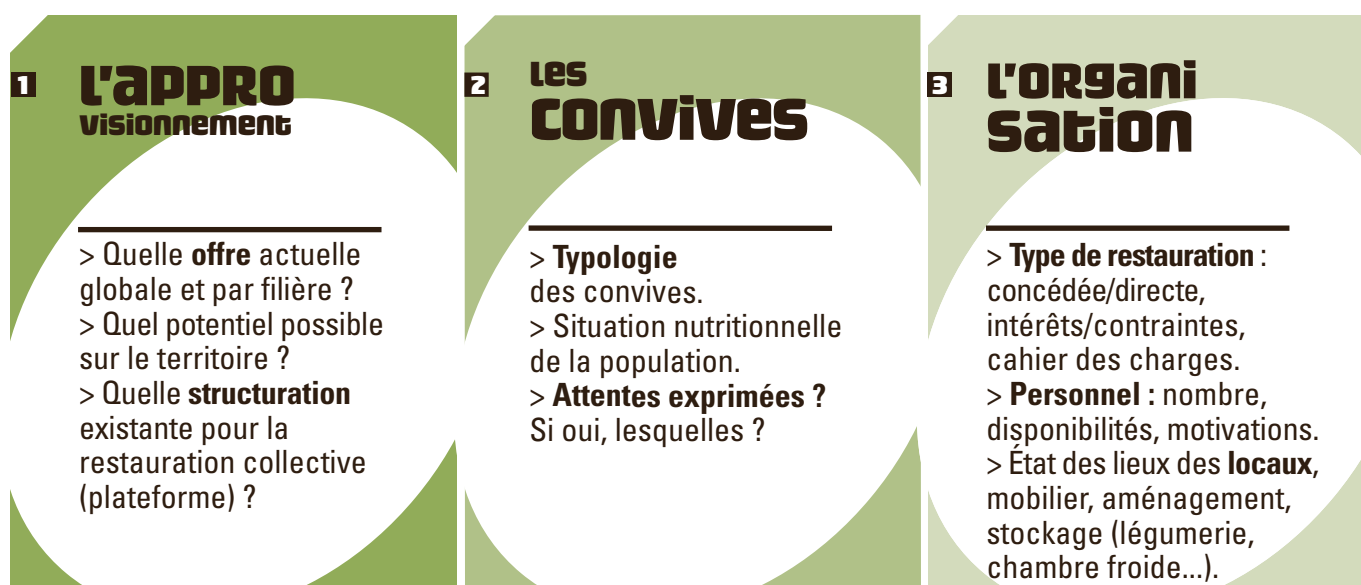 1
L'appro
visionnement
> Quelle offre actuelle
globale et par filière ?
> Quel potentiel possible
sur le territoire ?
> Quelle structuration
existante pour la
restauration collective
(plateforme) ?
2
Les
convives
> Typologie
des convives.
> Situation nutritionnelle
de la population.
> Attentes exprimées ?
Si oui, lesquelles ?
3
L'organi
sation
> Type de restauration :
concédée/directe,
intérêts/contraintes,
cahier des charges.
> Personnel : nombre,
disponibilités, motivations.
> État des lieux des locaux,
mobilier, aménagement,
stockage (légumerie,
chambre froide...).